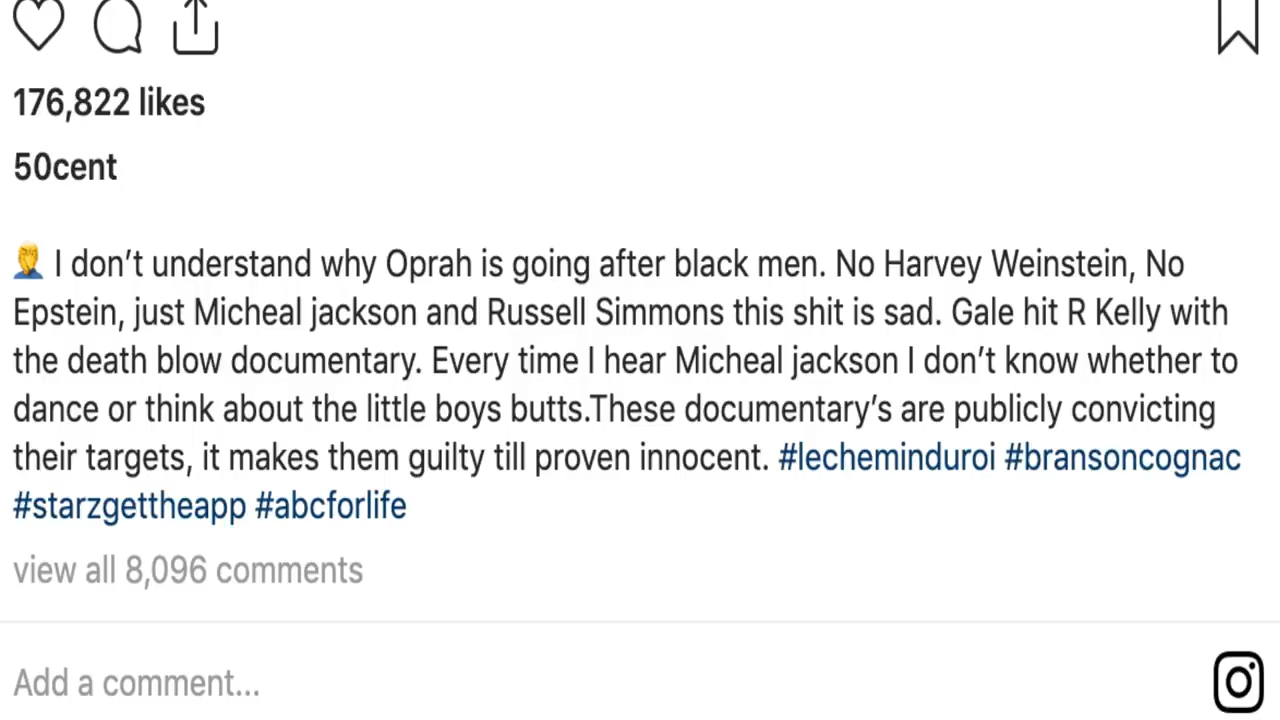 176,822 likes
50cent
🤦‍♂️ I don’t understand why Oprah is going after black men. No Harvey Weinstein, No
Epstein, just Micheal jackson and Russell Simmons this shit is sad. Gale hit R Kelly with
the death blow documentary. Every time I hear Micheal jackson I don’t know whether to
dance or think about the little boys butts.These documentary’s are publicly convicting
their targets, it makes them guilty till proven innocent. #lecheminduroi #bransoncognac
#starzgettheapp #abcforlife
view all 8,096 comments
Add a comment...